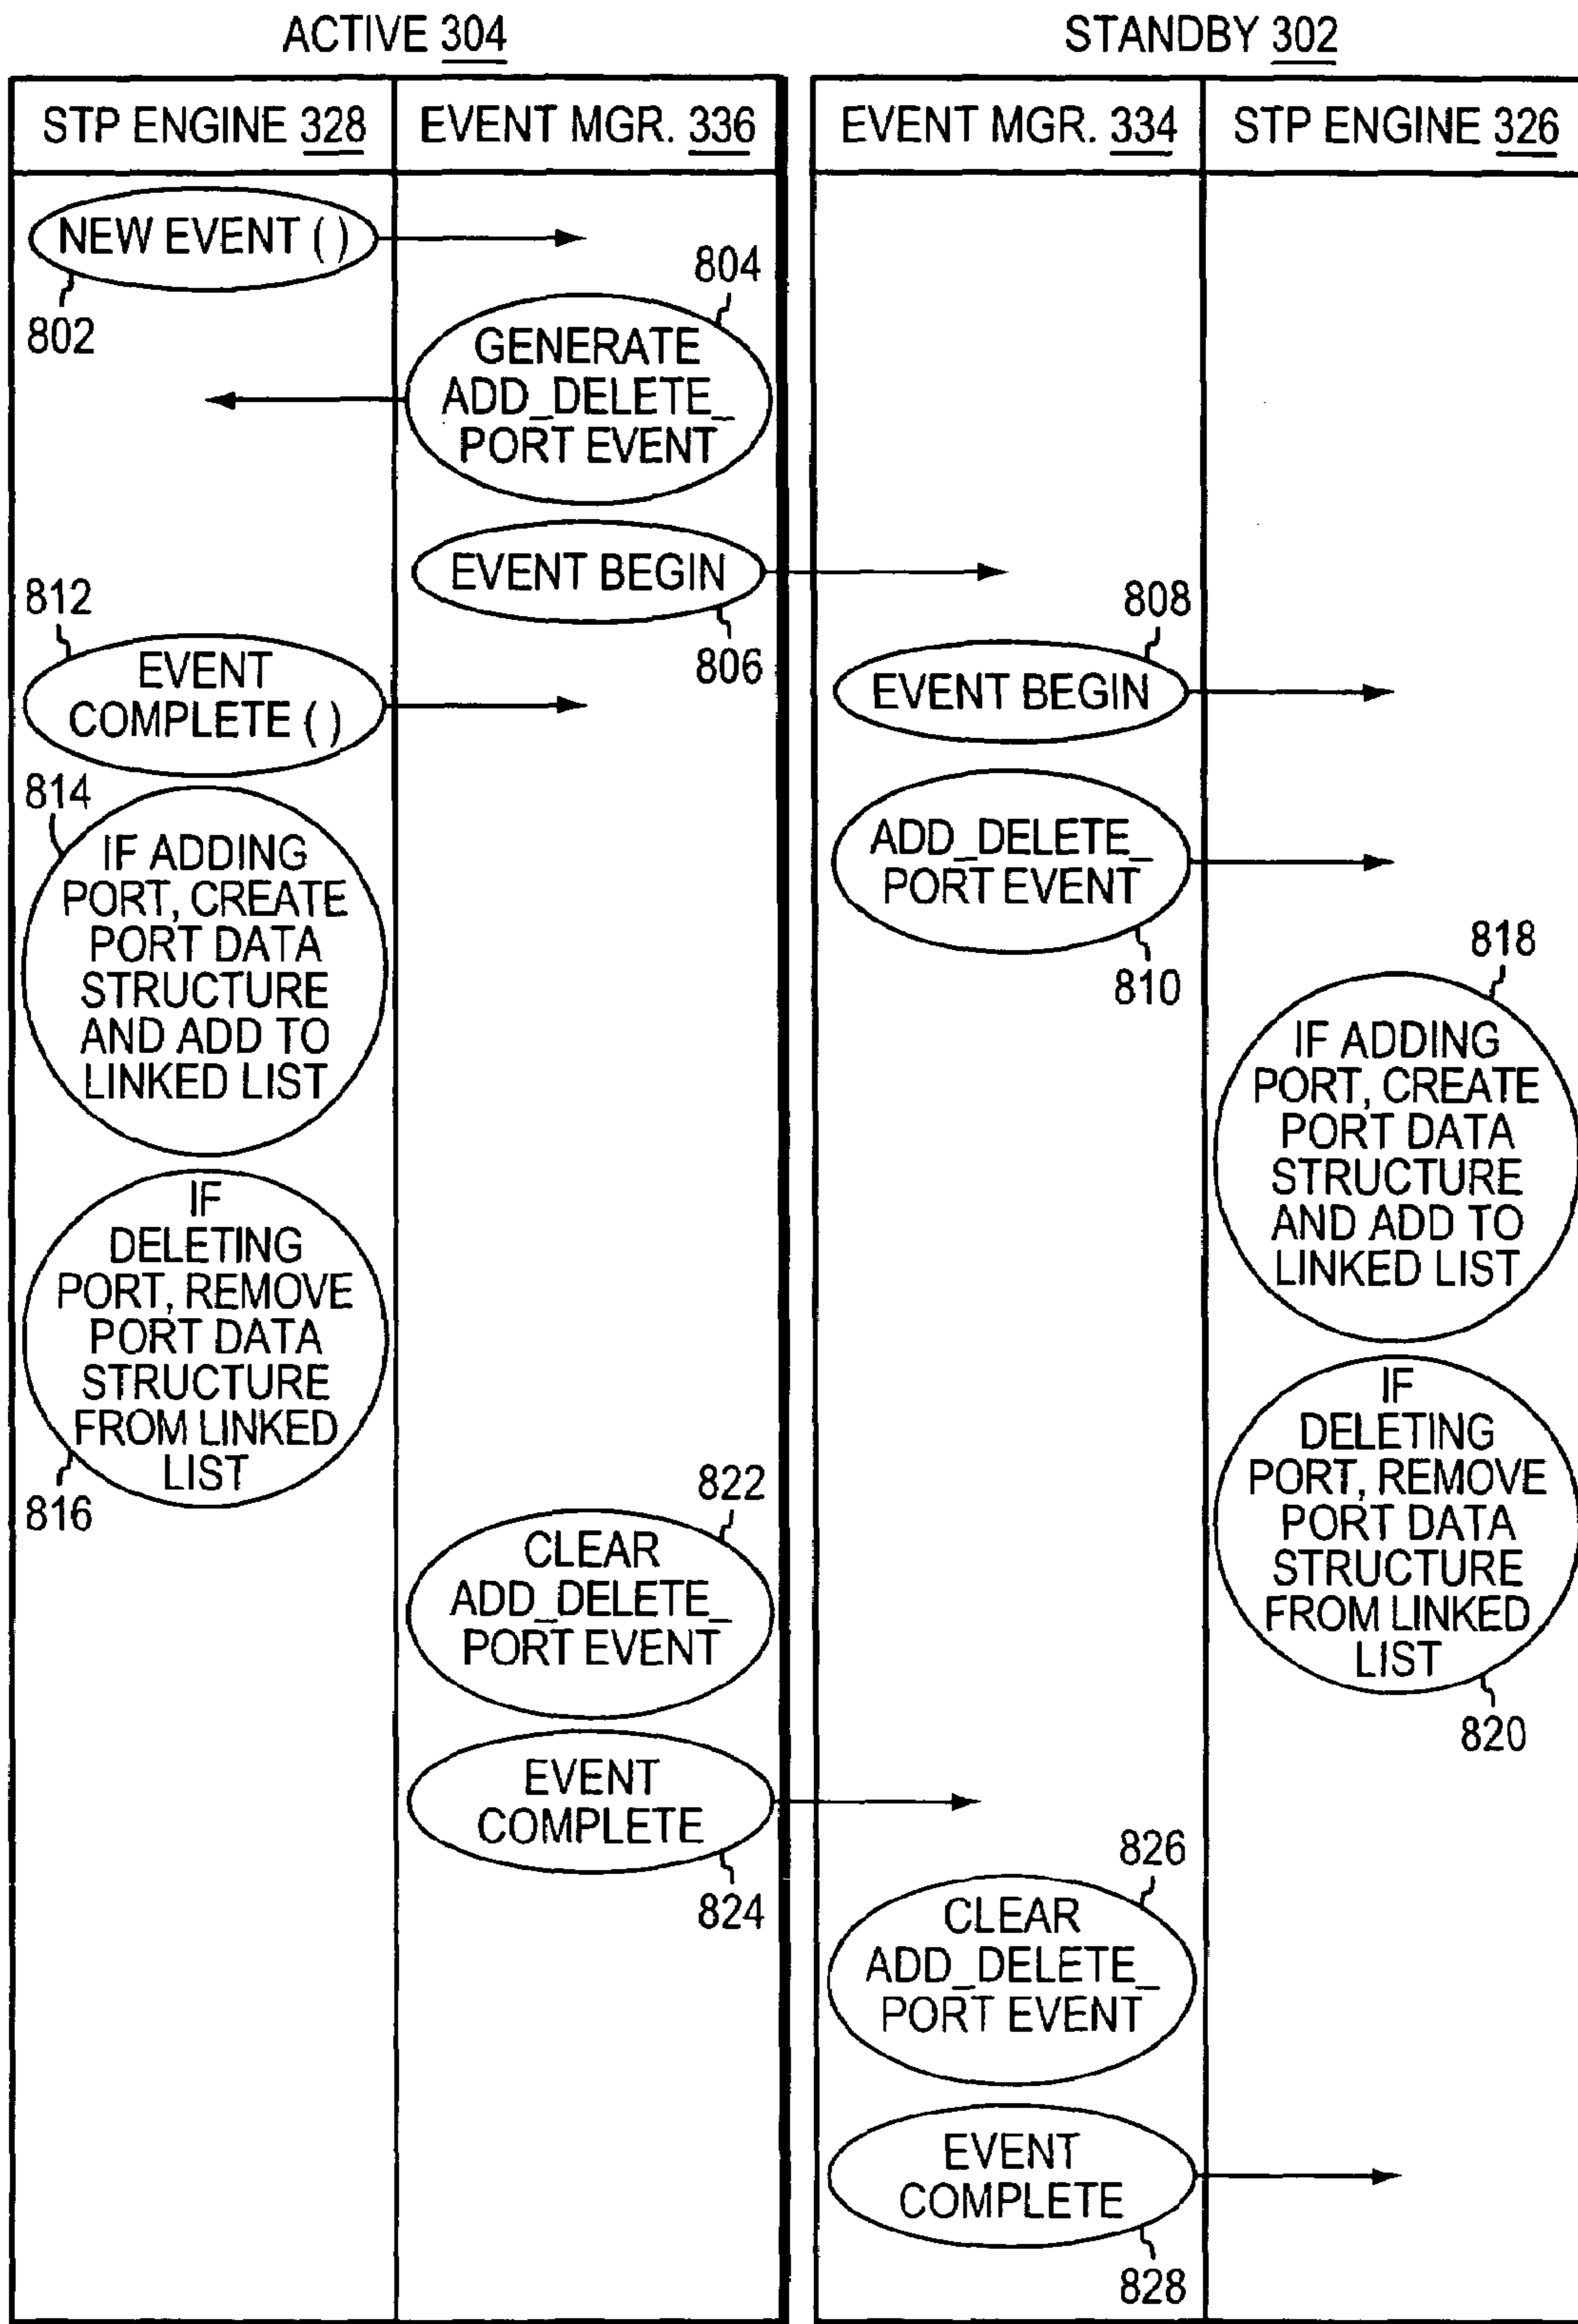 ACTIVE 304
STANDBY 302
STP ENGINE 328
EVENT MGR. 336
EVENT MGR. 334
STP ENGINE 326
NEW EVENT ( )
802
804
GENERATE
ADD_DELETE_
PORT EVENT
EVENT BEGIN
806
808
EVENT BEGIN
812
EVENT
COMPLETE ( )
ADD_DELETE_
PORT EVENT
810
814
IF ADDING
PORT, CREATE
PORT DATA
STRUCTURE
AND ADD TO
LINKED LIST
818
IF ADDING
PORT, CREATE
PORT DATA
STRUCTURE
AND ADD TO
LINKED LIST
IF
DELETING
PORT, REMOVE
PORT DATA
STRUCTURE
FROM LINKED
LIST
816
IF
DELETING
PORT, REMOVE
PORT DATA
STRUCTURE
FROM LINKED
LIST
820
822
CLEAR
ADD_DELETE_
PORT EVENT
EVENT
COMPLETE
824
826
CLEAR
ADD_DELETE_
PORT EVENT
EVENT
COMPLETE
828